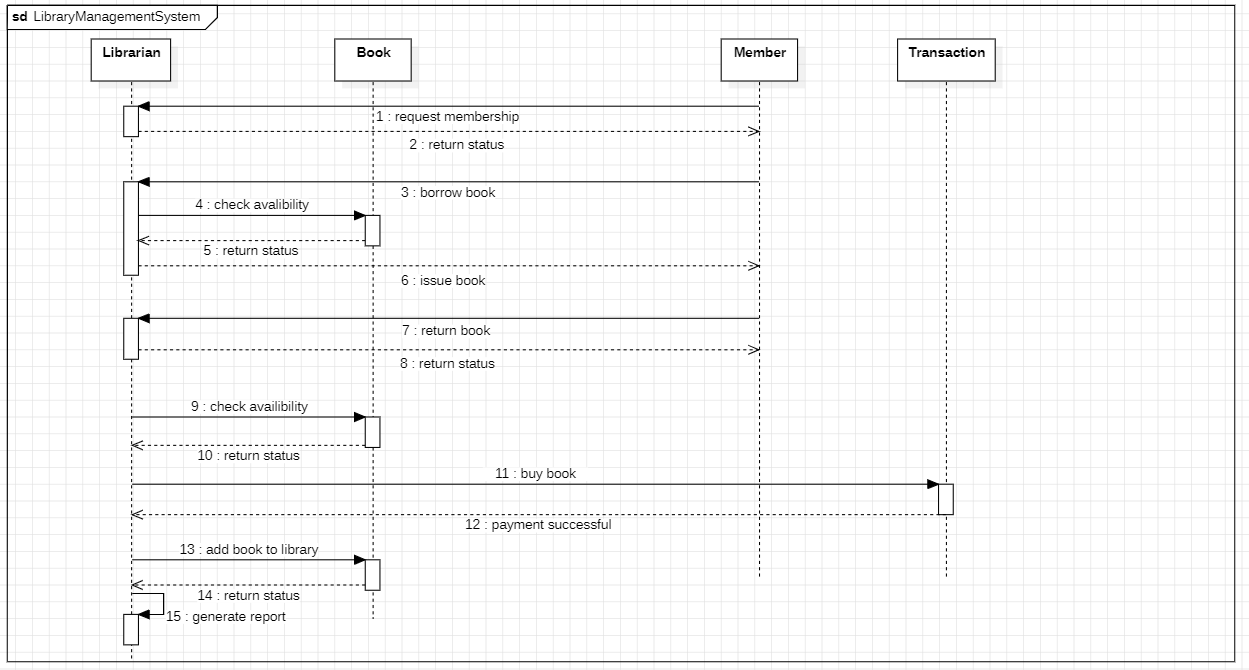 sd LibraryManagementSystem
Librarian
Book
Member
Transaction
1 : request membership
2 : return status
3 : borrow book
4 : check avalibility
5 : return status
6 : issue book
7 : return book
8 : return status
9 : check availibility
10 : return status
11 : buy book
12 : payment successful
13 : add book to library
14 : return status
15 : generate report